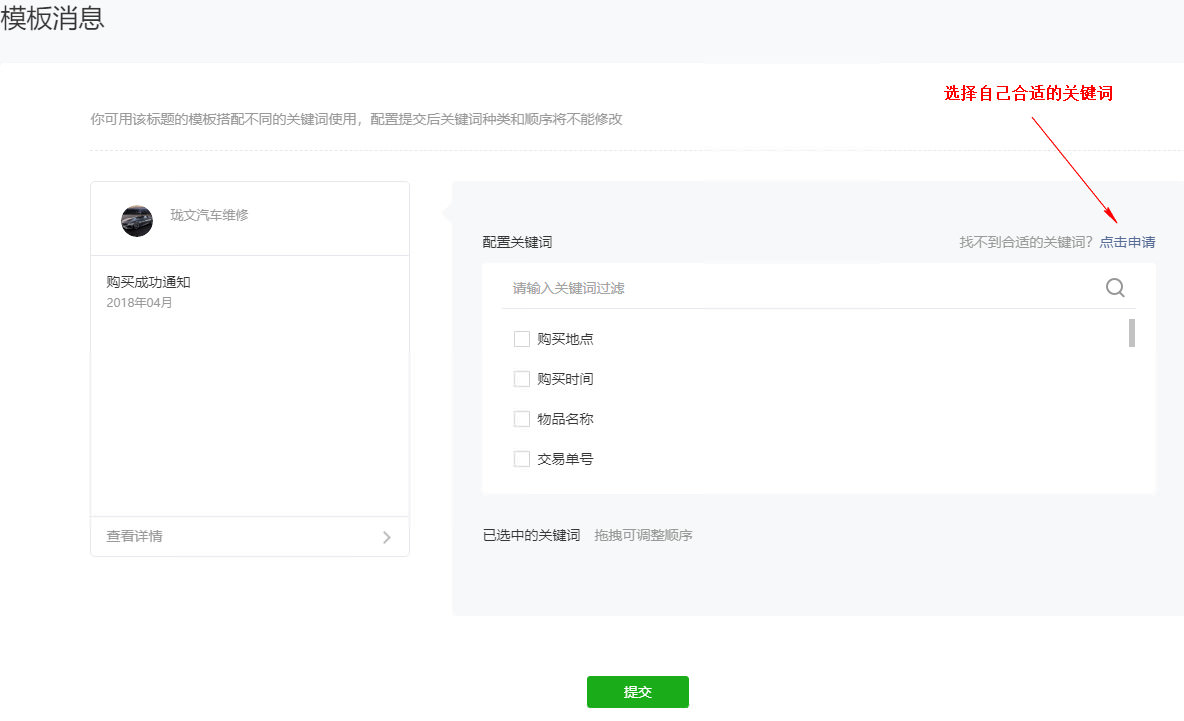 模板消息
选择自己合适的关键词
你可用该标题的模板搭配不同的关键词使用，配置提交后关键词种类和顺序将不能修改
珑文汽车维修
购买成功通知
2018年04月
查看详情
配置关键词 找不到合适的关键词？点击申请
请输入关键词过滤
购买地点
购买时间
物品名称
交易单号
已选中的关键词 拖拽可调整顺序
提交